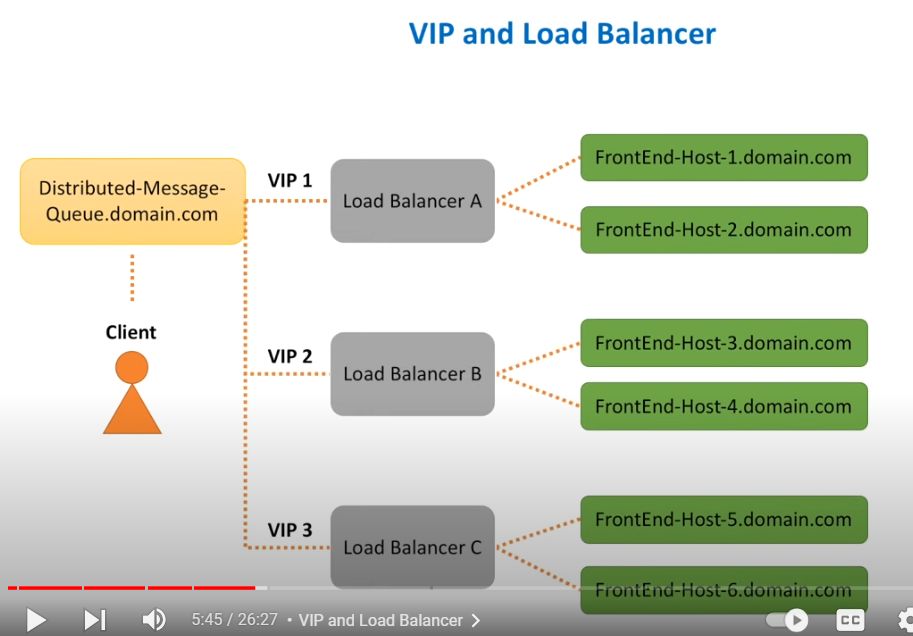 VIP and Load Balancer
Distributed-Message-
Queue.domain.com
VIP 1
Load Balancer A
FrontEnd-Host-1.domain.com
FrontEnd-Host-2.domain.com
Client
VIP 2
Load Balancer B
FrontEnd-Host-3.domain.com
FrontEnd-Host-4.domain.com
VIP 3
Load Balancer C
FrontEnd-Host-5.domain.com
FrontEnd-Host-6.domain.com
5:45 / 26:27 • VIP and Load Balancer
CC